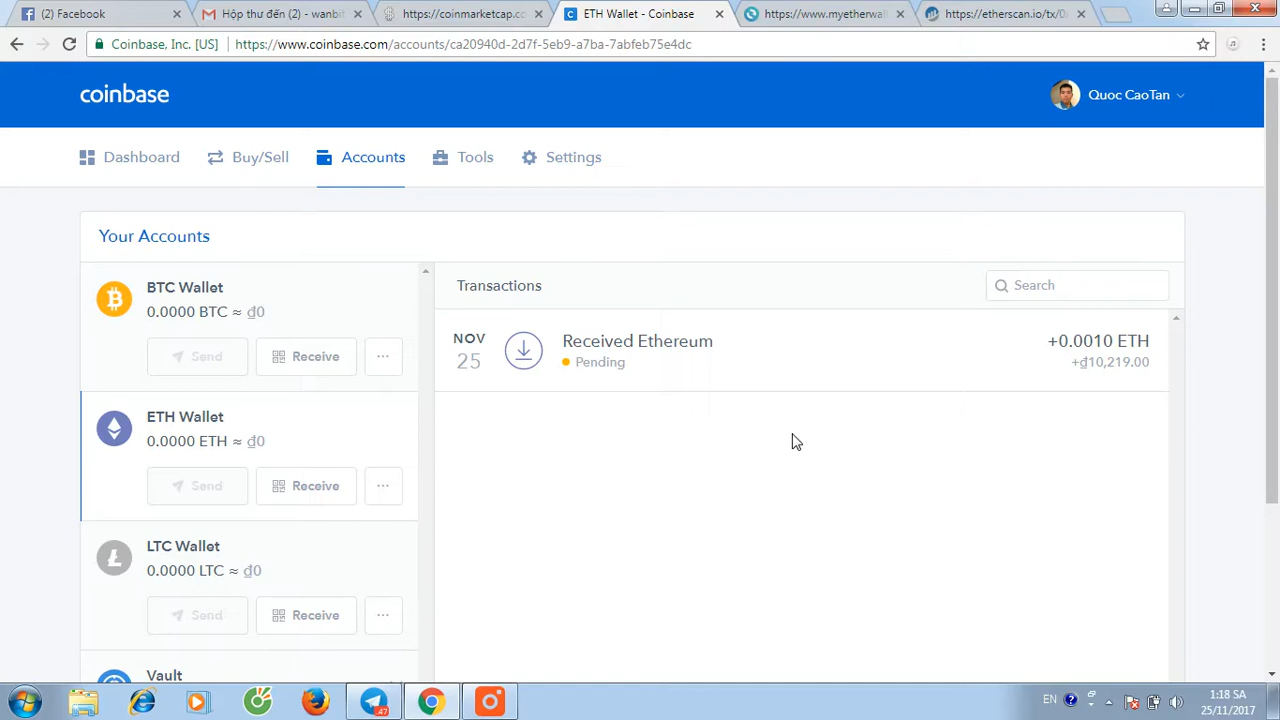 (2) Facebook
Hộp thư đến (2) - wanbit
https://coinmarketcap.co
ETH Wallet - Coinbase
https://www.myetherwall
https://etherscan.io/tx/0
Coinbase, Inc. [US]
https://www.coinbase.com/accounts/ca20940d-2d7f-5eb9-a7ba-7abfeb75e4dc
coinbase
Quoc CaoTan
Dashboard
Buy/Sell
Accounts
Tools
Settings
Your Accounts
BTC Wallet
0.0000 BTC ≈ ₫0
Send
Receive
...
ETH Wallet
0.0000 ETH ≈ ₫0
Send
Receive
...
LTC Wallet
0.0000 LTC ≈ ₫0
Send
Receive
...
Vault
Transactions
Search
NOV
25
Received Ethereum
Pending
+0.0010 ETH
+₫10,219.00
47
EN
1:18 SA
25/11/2017